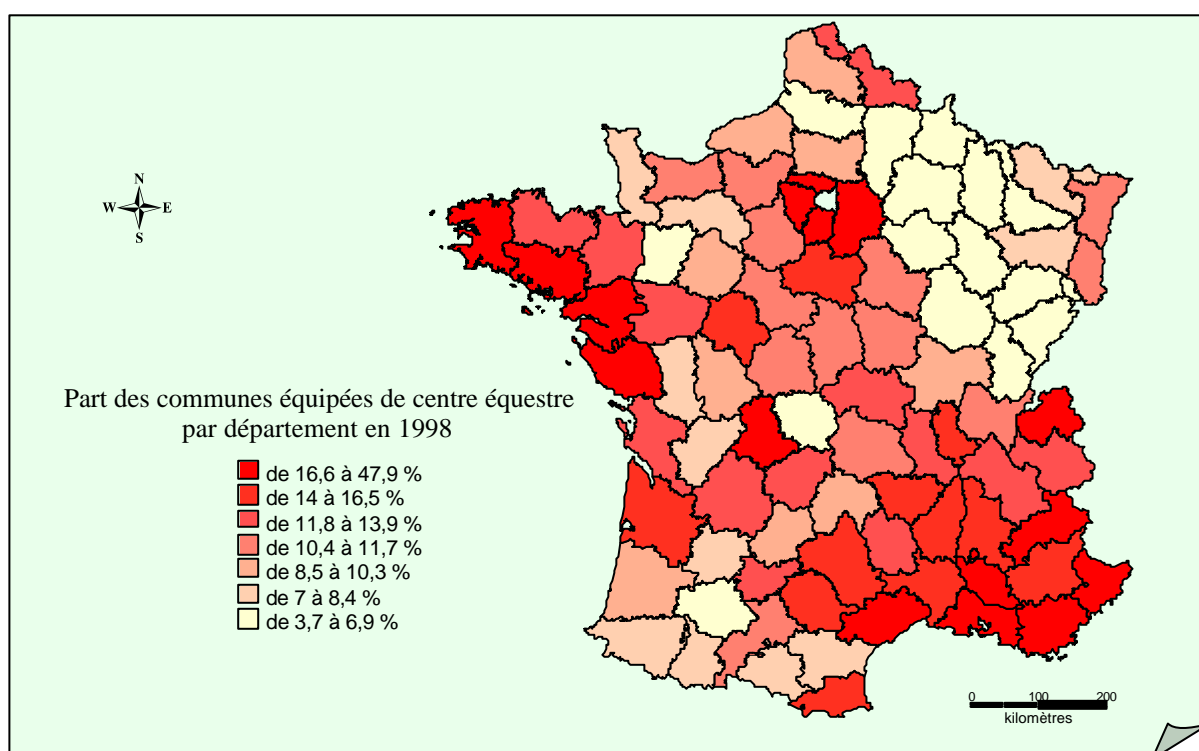 N
W E
S
Part des communes équipées de centre équestre
par département en 1998
de 16,6 à 47,9 %
de 14 à 16,5 %
de 11,8 à 13,9 %
de 10,4 à 11,7 %
de 8,5 à 10,3 %
de 7 à 8,4 %
de 3,7 à 6,9 %
0 100 200
kilomètres